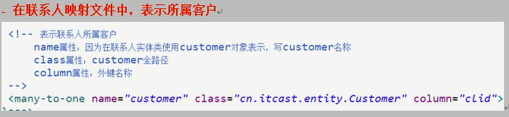 - 在联系人映射文件中，表示所属客户
<!-- 表示联系人所属客户
name属性：因为在联系人实体类使用customer对象表示，写customer名称
class属性：customer全路径
column属性：外键名称
-->
<many-to-one name="customer" class="cn.itcast.entity.Customer" column="clid">